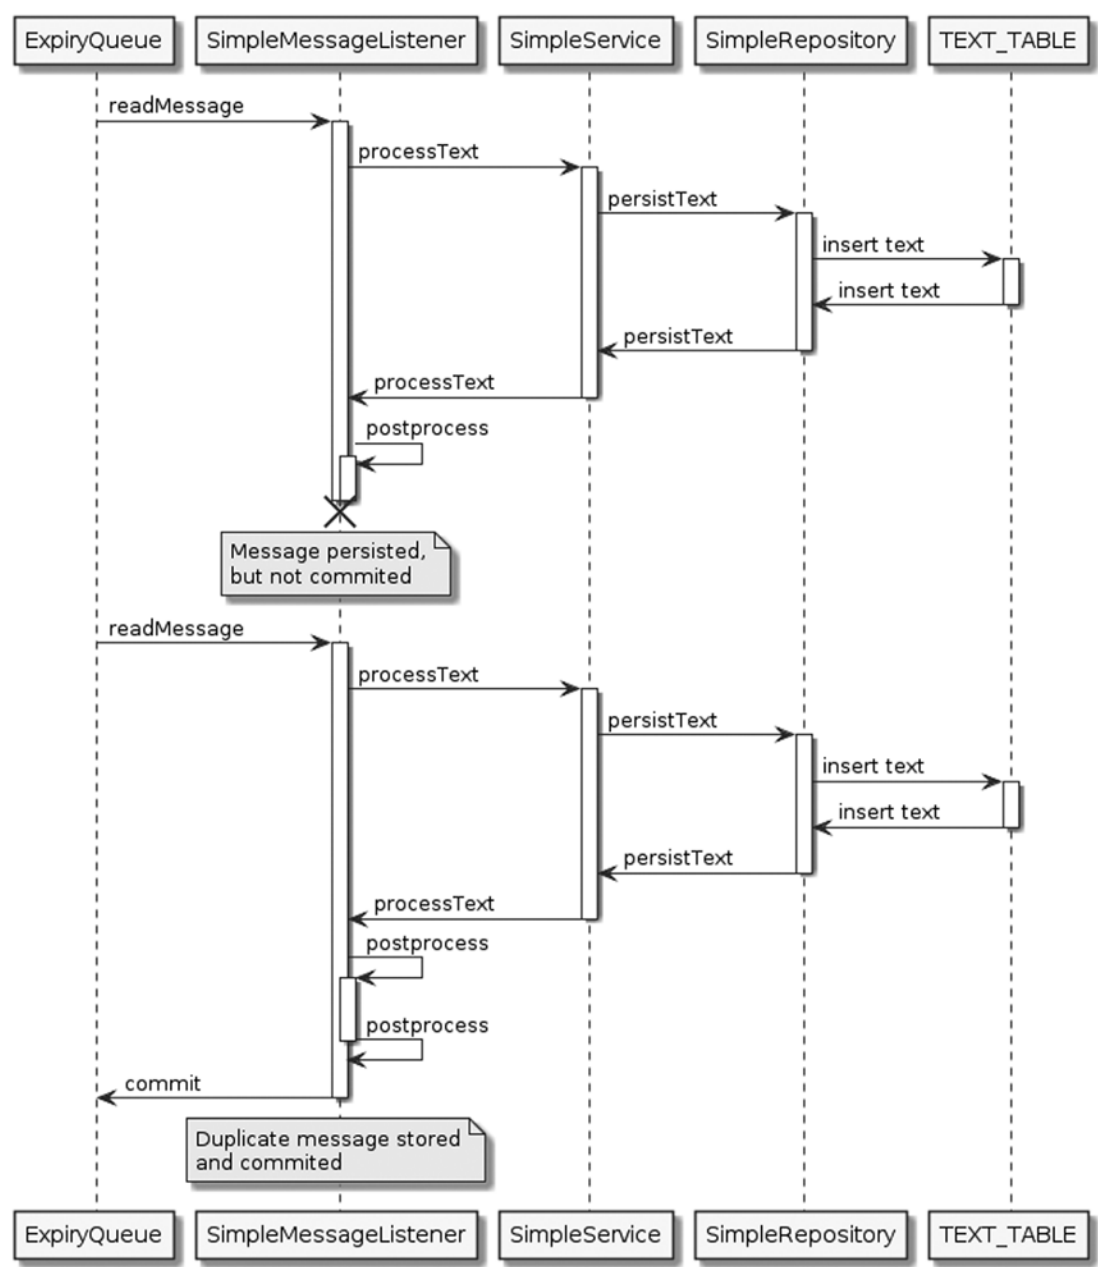 ExpiryQueue SimpleMessageListener SimpleService SimpleRepository TEXT_TABLE
readMessage
processText
persistText
insert text
insert text
persistText
processText
postprocess
Message persisted,
but not commited
readMessage
processText
persistText
insert text
insert text
persistText
processText
postprocess
postprocess
commit
Duplicate message stored
and commited
ExpiryQueue SimpleMessageListener SimpleService SimpleRepository TEXT_TABLE